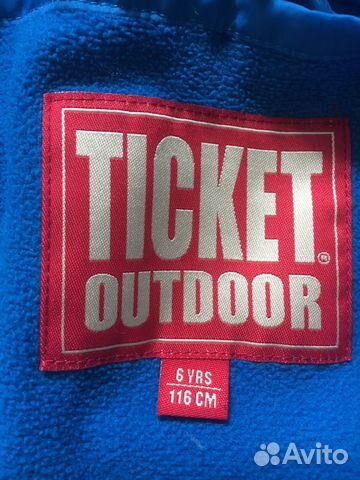 TICKET
OUTDOOR®
6 YRS
116 CM
Avito